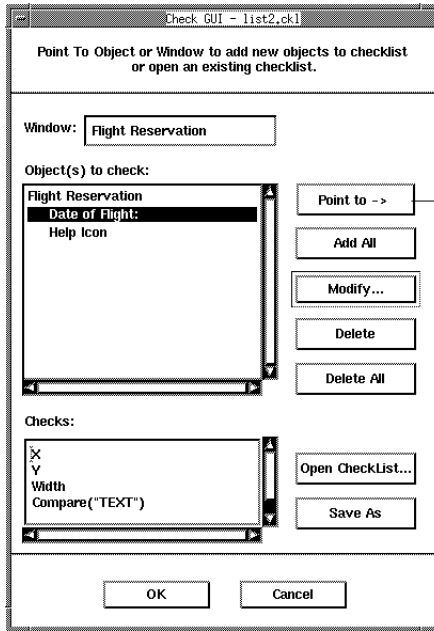 Check GUI - list2.ckl
Point To Object or Window to add new objects to checklist
or open an existing checklist.
Window: Flight Reservation
Object(s) to check:
Flight Reservation
Date of Flight:
Help Icon
Point to ->
Add All
Modify...
Delete
Delete All
Checks:
X
Y
Width
Compare("TEXT")
Open CheckList...
Save As
OK
Cancel